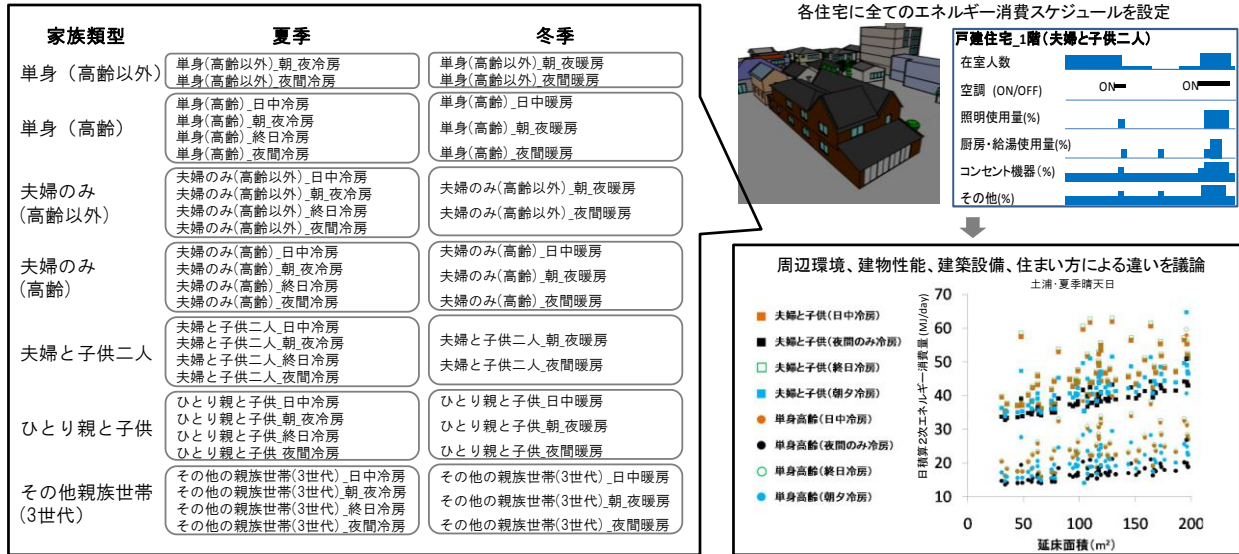 家族類型
夏季
冬季
単身（高齢以外）
単身(高齢以外)_朝_夜冷房
単身(高齢以外)_夜間冷房
単身(高齢以外)_朝_夜暖房
単身(高齢以外)_夜間暖房
単身（高齢）
単身(高齢)_日中冷房
単身(高齢)_朝_夜冷房
単身(高齢)_終日冷房
単身(高齢)_夜間冷房
単身(高齢)_日中暖房
単身(高齢)_朝_夜暖房
単身(高齢)_夜間暖房
夫婦のみ
(高齢以外)
夫婦のみ(高齢以外)_日中冷房
夫婦のみ(高齢以外)_朝_夜冷房
夫婦のみ(高齢以外)_終日冷房
夫婦のみ(高齢以外)_夜間冷房
夫婦のみ(高齢以外)_朝_夜暖房
夫婦のみ(高齢以外)_夜間暖房
夫婦のみ
(高齢)
夫婦のみ(高齢)_日中冷房
夫婦のみ(高齢)_朝_夜冷房
夫婦のみ(高齢)_終日冷房
夫婦のみ(高齢)_夜間冷房
夫婦のみ(高齢)_日中暖房
夫婦のみ(高齢)_朝_夜暖房
夫婦のみ(高齢)_夜間暖房
夫婦と子供二人
夫婦と子供二人_日中冷房
夫婦と子供二人_朝_夜冷房
夫婦と子供二人_終日冷房
夫婦と子供二人_夜間冷房
夫婦と子供二人_朝_夜暖房
夫婦と子供二人_夜間暖房
ひとり親と子供
ひとり親と子供_日中冷房
ひとり親と子供_朝_夜冷房
ひとり親と子供_終日冷房
ひとり親と子供_夜間冷房
ひとり親と子供_日中暖房
ひとり親と子供_朝_夜暖房
ひとり親と子供_夜間暖房
その他親族世帯
(3世代)
その他の親族世帯(3世代)_日中冷房
その他の親族世帯(3世代)_朝_夜冷房
その他の親族世帯(3世代)_終日冷房
その他の親族世帯(3世代)_夜間冷房
その他の親族世帯(3世代)_日中暖房
その他の親族世帯(3世代)_朝_夜暖房
その他の親族世帯(3世代)_夜間暖房
各住宅に全てのエネルギー消費スケジュールを設定
戸建住宅_1階(夫婦と子供二人)
在室人数
空調 (ON/OFF)
ON
ON
照明使用量(%)
厨房・給湯使用量(%)
コンセント機器(%)
その他(%)
周辺環境、建物性能、建築設備、住まい方による違いを議論
土浦・夏季晴天日
夫婦と子供(日中冷房)
夫婦と子供(夜間のみ冷房)
夫婦と子供(終日冷房)
夫婦と子供(朝夕冷房)
単身高齢(日中冷房)
単身高齢(夜間のみ冷房)
単身高齢(終日冷房)
単身高齢(朝夕冷房)
日積算2次エネルギー消費量(MJ/day)
70
60
50
40
30
20
10
0
50
100
150
200
延床面積(m²)